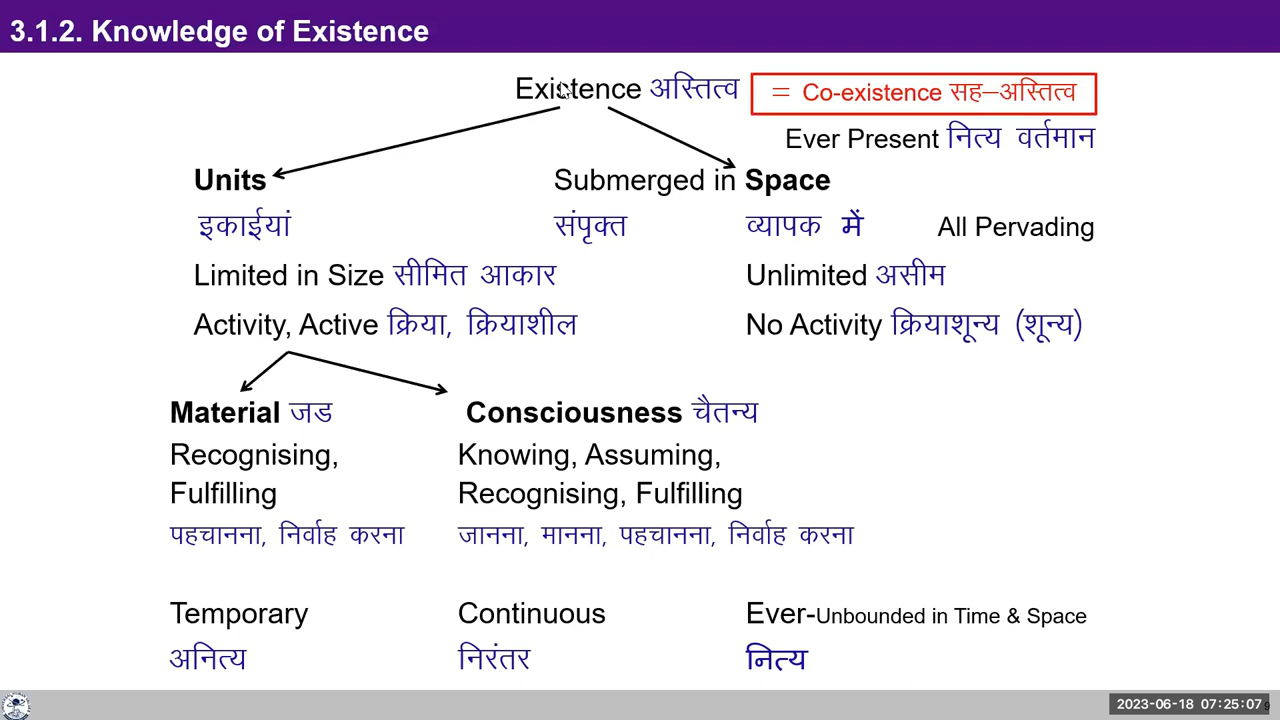 3.1.2. Knowledge of Existence
Existence अस्तित्व = Co-existence सह–अस्तित्व
Ever Present नित्य वर्तमान
Units Submerged in Space
इकाईयां संपृक्त व्यापक में All Pervading
Limited in Size सीमित आकार Unlimited असीम
Activity, Active क्रिया, क्रियाशील No Activity क्रियाशून्य (शून्य)
Material जड Consciousness चैतन्य
Recognising, Knowing, Assuming,
Fulfilling Recognising, Fulfilling
पहचानना, निर्वाह करना जानना, मानना, पहचानना, निर्वाह करना
Temporary Continuous Ever-Unbounded in Time & Space
अनित्य निरंतर नित्य
2023-06-18 07:25:07 9